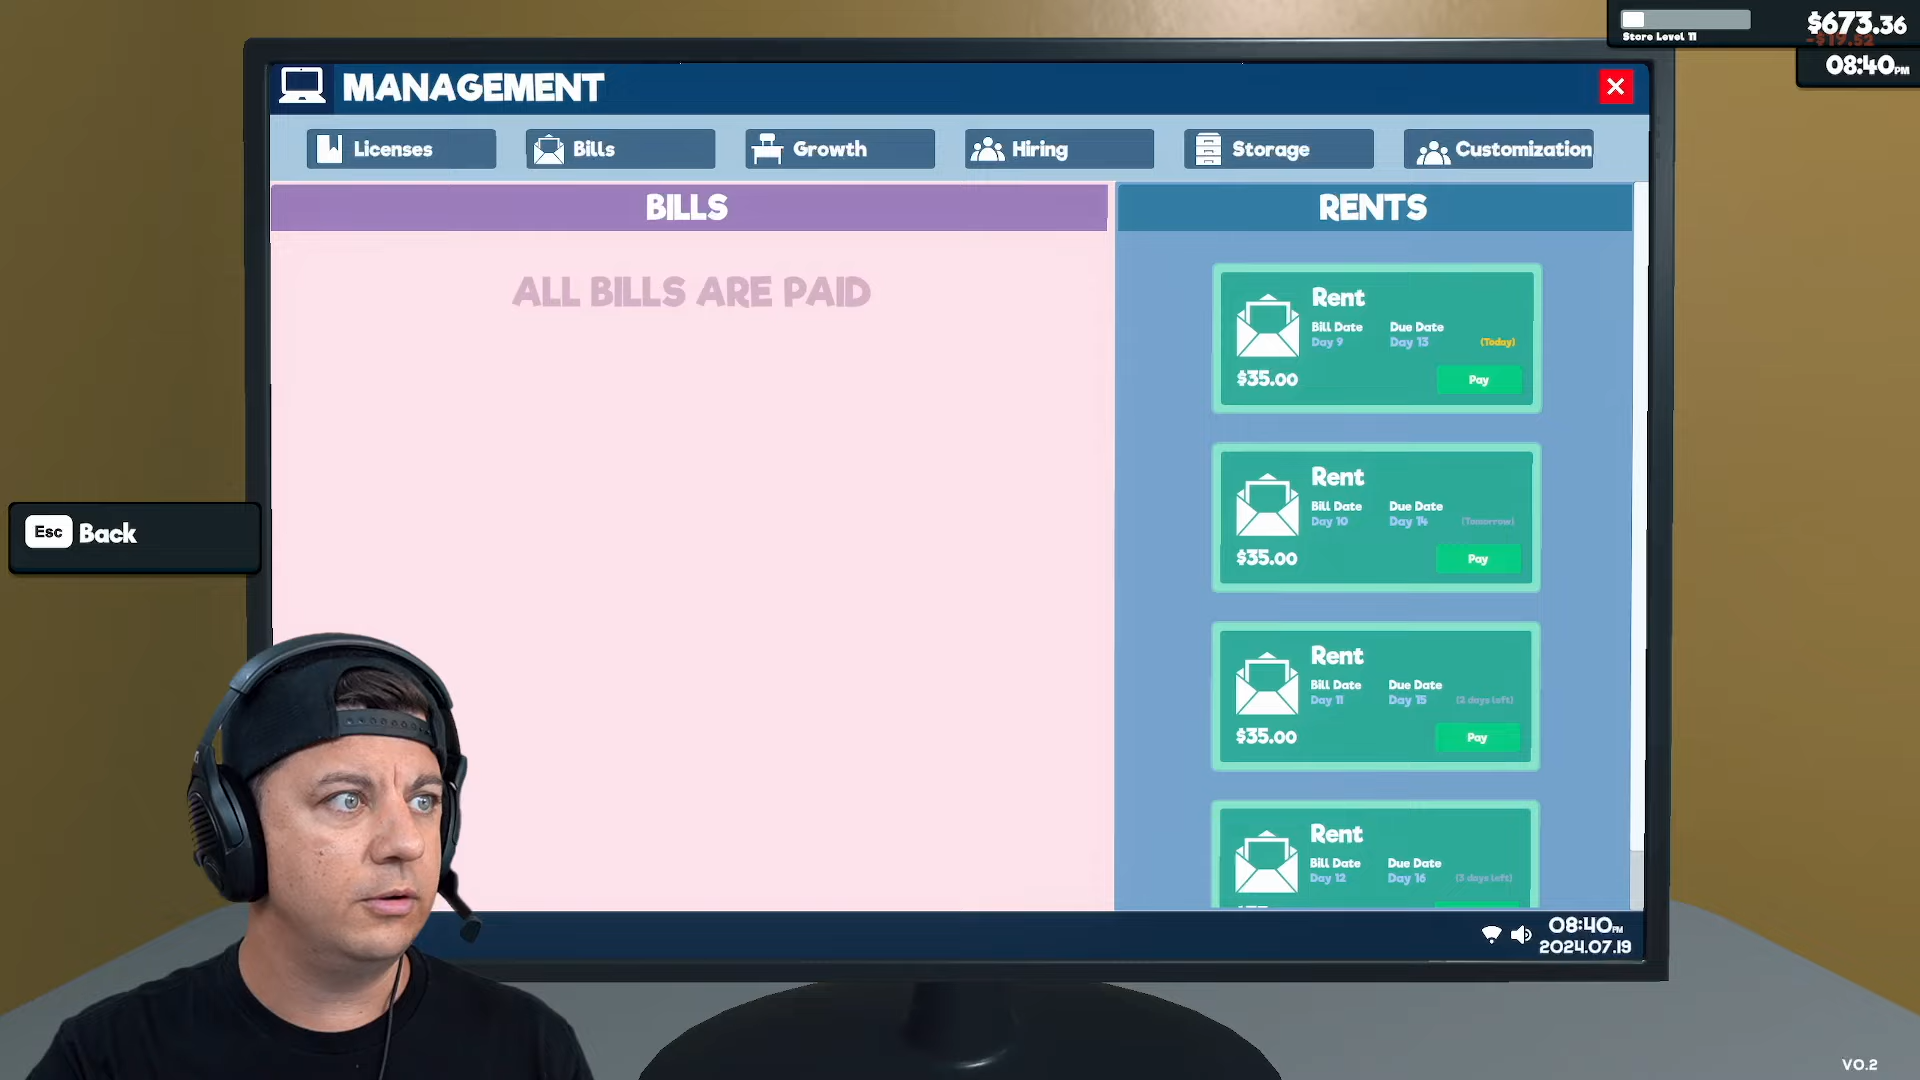 Store Level 11
$673.36
-$19.52
08:40PM
MANAGEMENT
Licenses
Bills
Growth
Hiring
Storage
Customization
BILLS
RENTS
ALL BILLS ARE PAID
Rent
Bill Date Due Date
Day 9 Day 13 (Today)
$35.00 Pay
Rent
Bill Date Due Date
Day 10 Day 14 (Tomorrow)
$35.00 Pay
Rent
Bill Date Due Date
Day 11 Day 15 (2 days left)
$35.00 Pay
Rent
Bill Date Due Date
Day 12 Day 16 (3 days left)
Esc Back
08:40PM
2024.07.19
V0.2